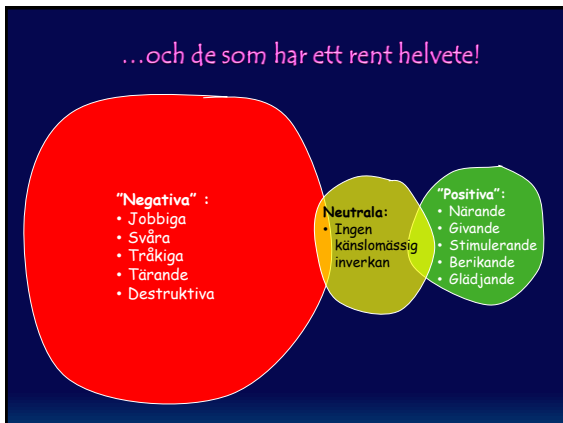 ...och de som har ett rent helvete!
"Negativa" :
• Jobbiga
• Svåra
• Tråkiga
• Tärande
• Destruktiva
Neutrala:
• Ingen
känslomässig
inverkan
"Positiva":
• Närande
• Givande
• Stimulerande
• Berikande
• Glädjande